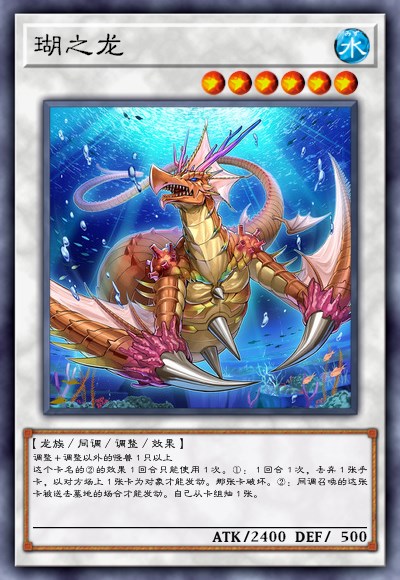 瑚之龙
水
【龙族／同调／调整／效果】
调整＋调整以外的怪兽1只以上
这个卡名的②的效果1回合只能使用1次。①：1回合1次，丢弃1张手
卡，以对方场上1张卡为对象才能发动。那张卡破坏。②：同调召唤的这张
卡被送去墓地的场合才能发动。自己从卡组抽1张。
ATK/2400 DEF/ 500